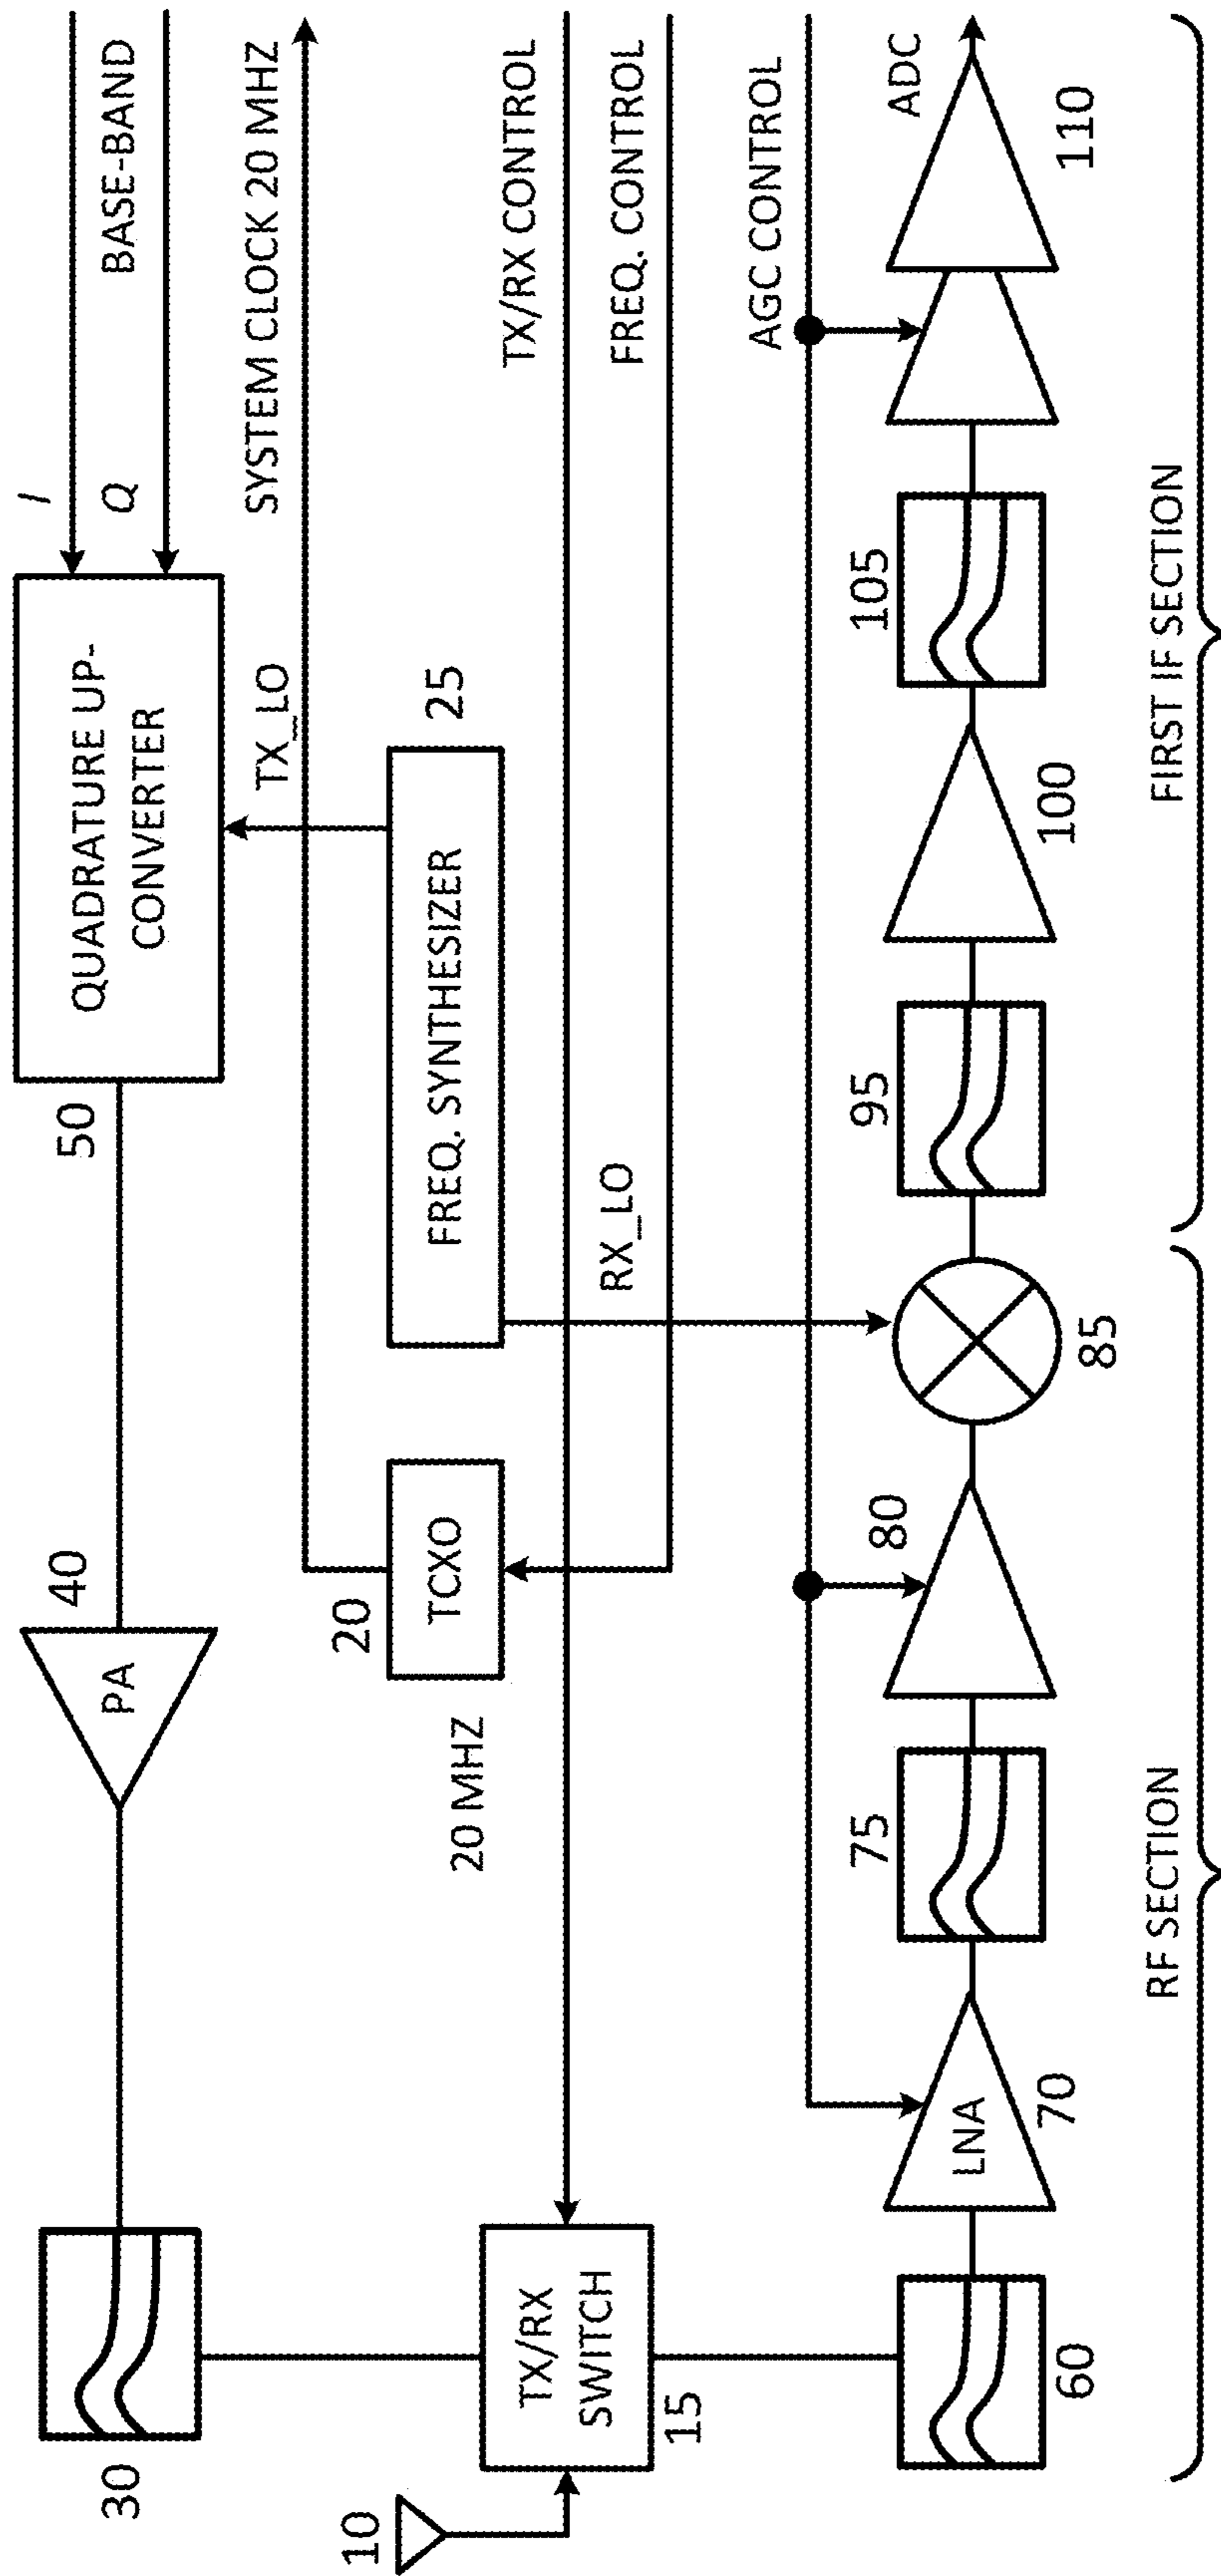 I
Q
BASE-BAND
QUADRATURE UP-
CONVERTER
50
40
PA
30
SYSTEM CLOCK 20 MHZ
TX_LO
25
FREQ. SYNTHESIZER
20
TCXO
20 MHZ
10
TX/RX
SWITCH
15
TX/RX CONTROL
FREQ. CONTROL
RX_LO
AGC CONTROL
ADC
60
LNA
70
75
80
85
95
100
105
110
RF SECTION
FIRST IF SECTION